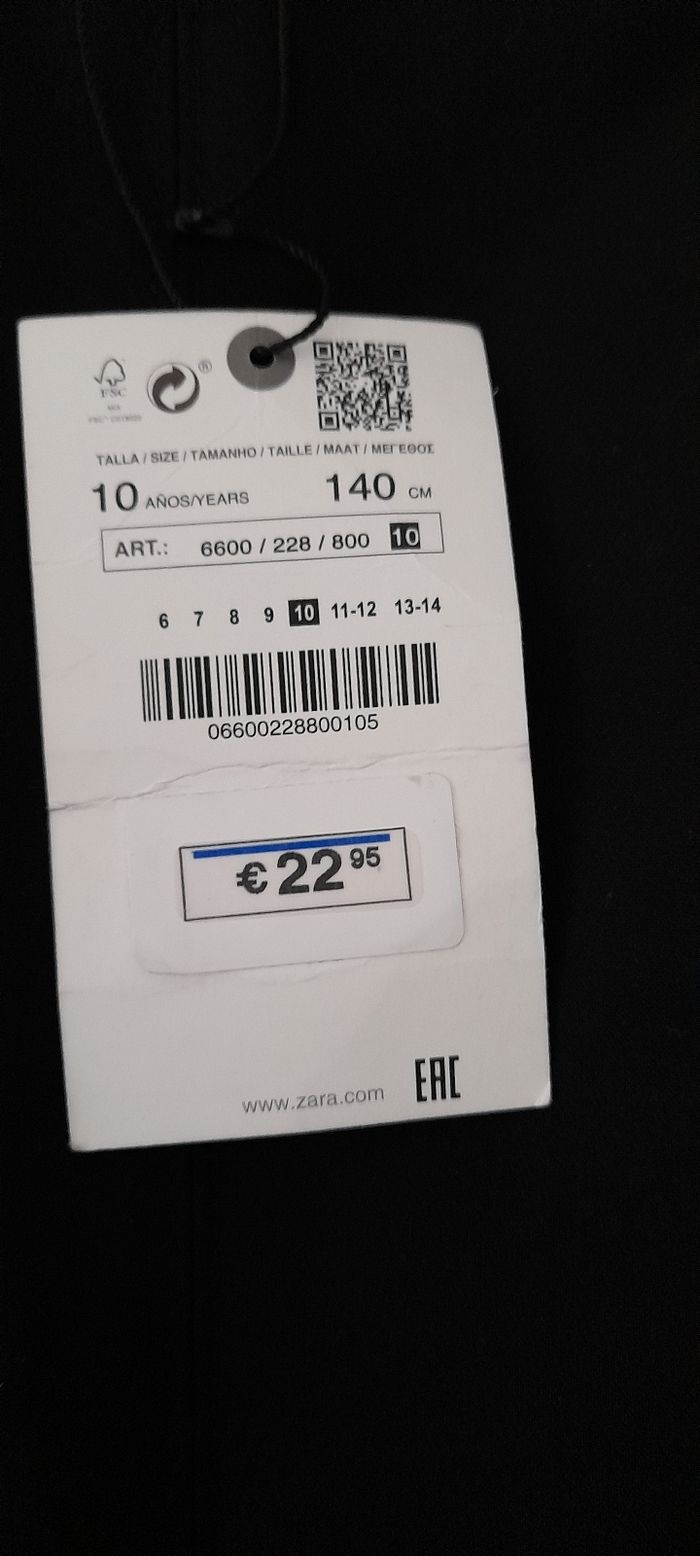 FSC
®
TALLA / SIZE / TAMANHO / TAILLE / MAAT / ΜΕΓΕΘΟΣ
10 AÑOS/YEARS 140 CM
ART.: 6600 / 228 / 800 10
6 7 8 9 10 11-12 13-14
06600228800105
€ 22 95
www.zara.com EAC